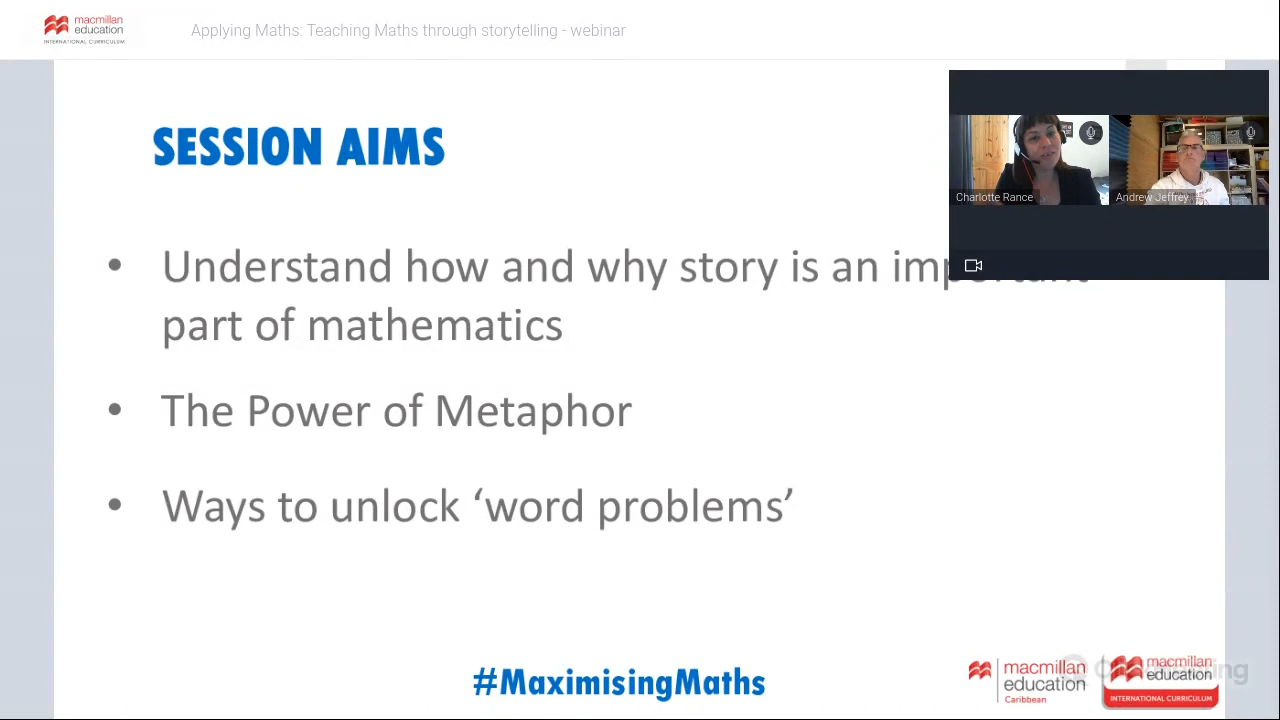 macmillan
education
INTERNATIONAL CURRICULUM
Applying Maths: Teaching Maths through storytelling - webinar
SESSION AIMS
Charlotte Rance
Andrew Jeffrey
• Understand how and why story is an important
part of mathematics
• The Power of Metaphor
• Ways to unlock ‘word problems’
#MaximisingMaths
macmillan
education
Caribbean
macmillan
education
INTERNATIONAL CURRICULUM